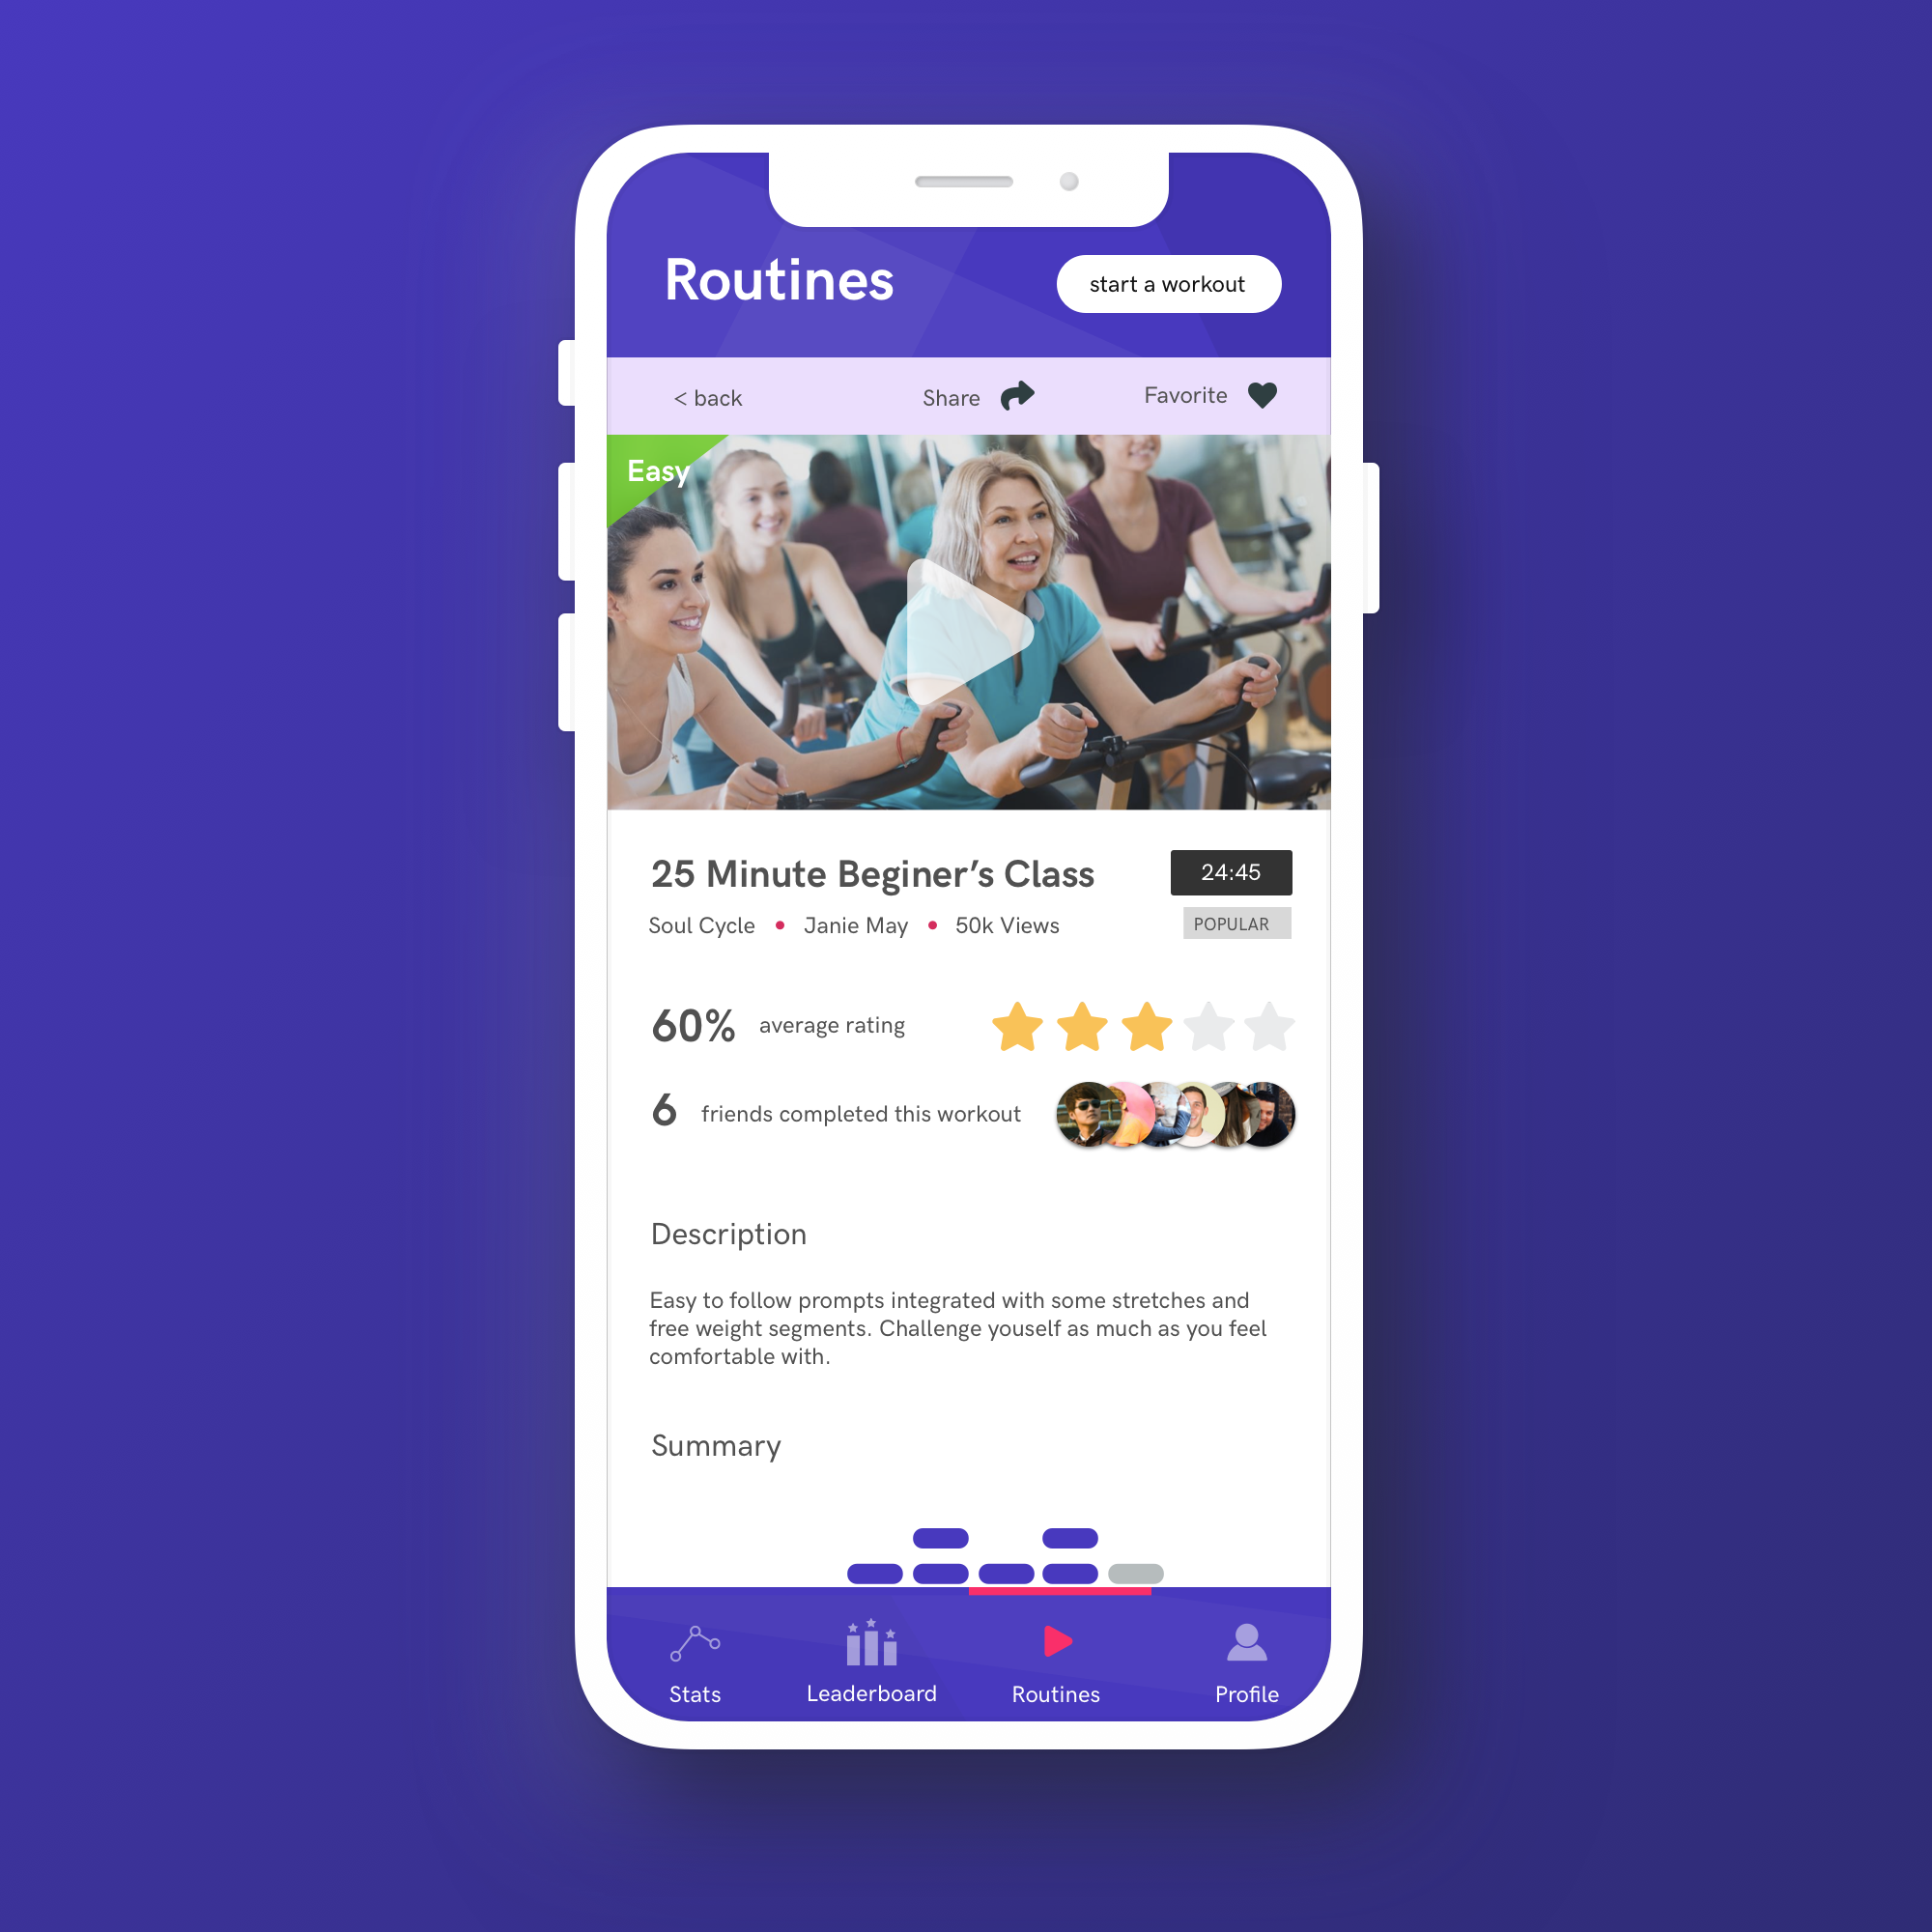 Routines
start a workout
< back
Share
Favorite
Easy
25 Minute Beginer’s Class
24:45
Soul Cycle • Janie May • 50k Views
POPULAR
60% average rating
6 friends completed this workout
Description
Easy to follow prompts integrated with some stretches and
free weight segments. Challenge youself as much as you feel
comfortable with.
Summary
Stats
Leaderboard
Routines
Profile